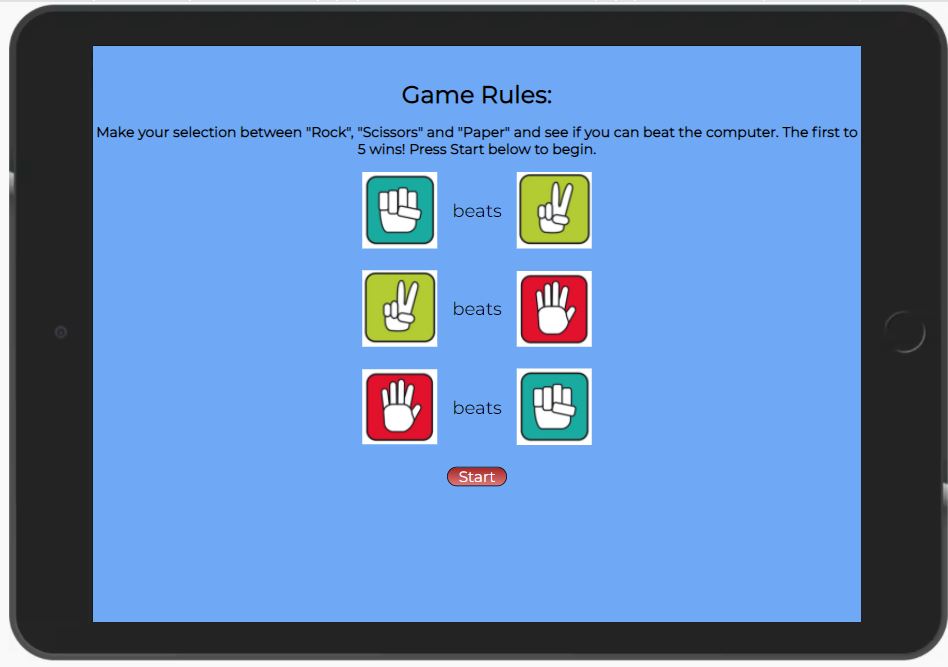 Game Rules:
Make your selection between "Rock", "Scissors" and "Paper" and see if you can beat the computer. The first to
5 wins! Press Start below to begin.
beats
beats
beats
Start